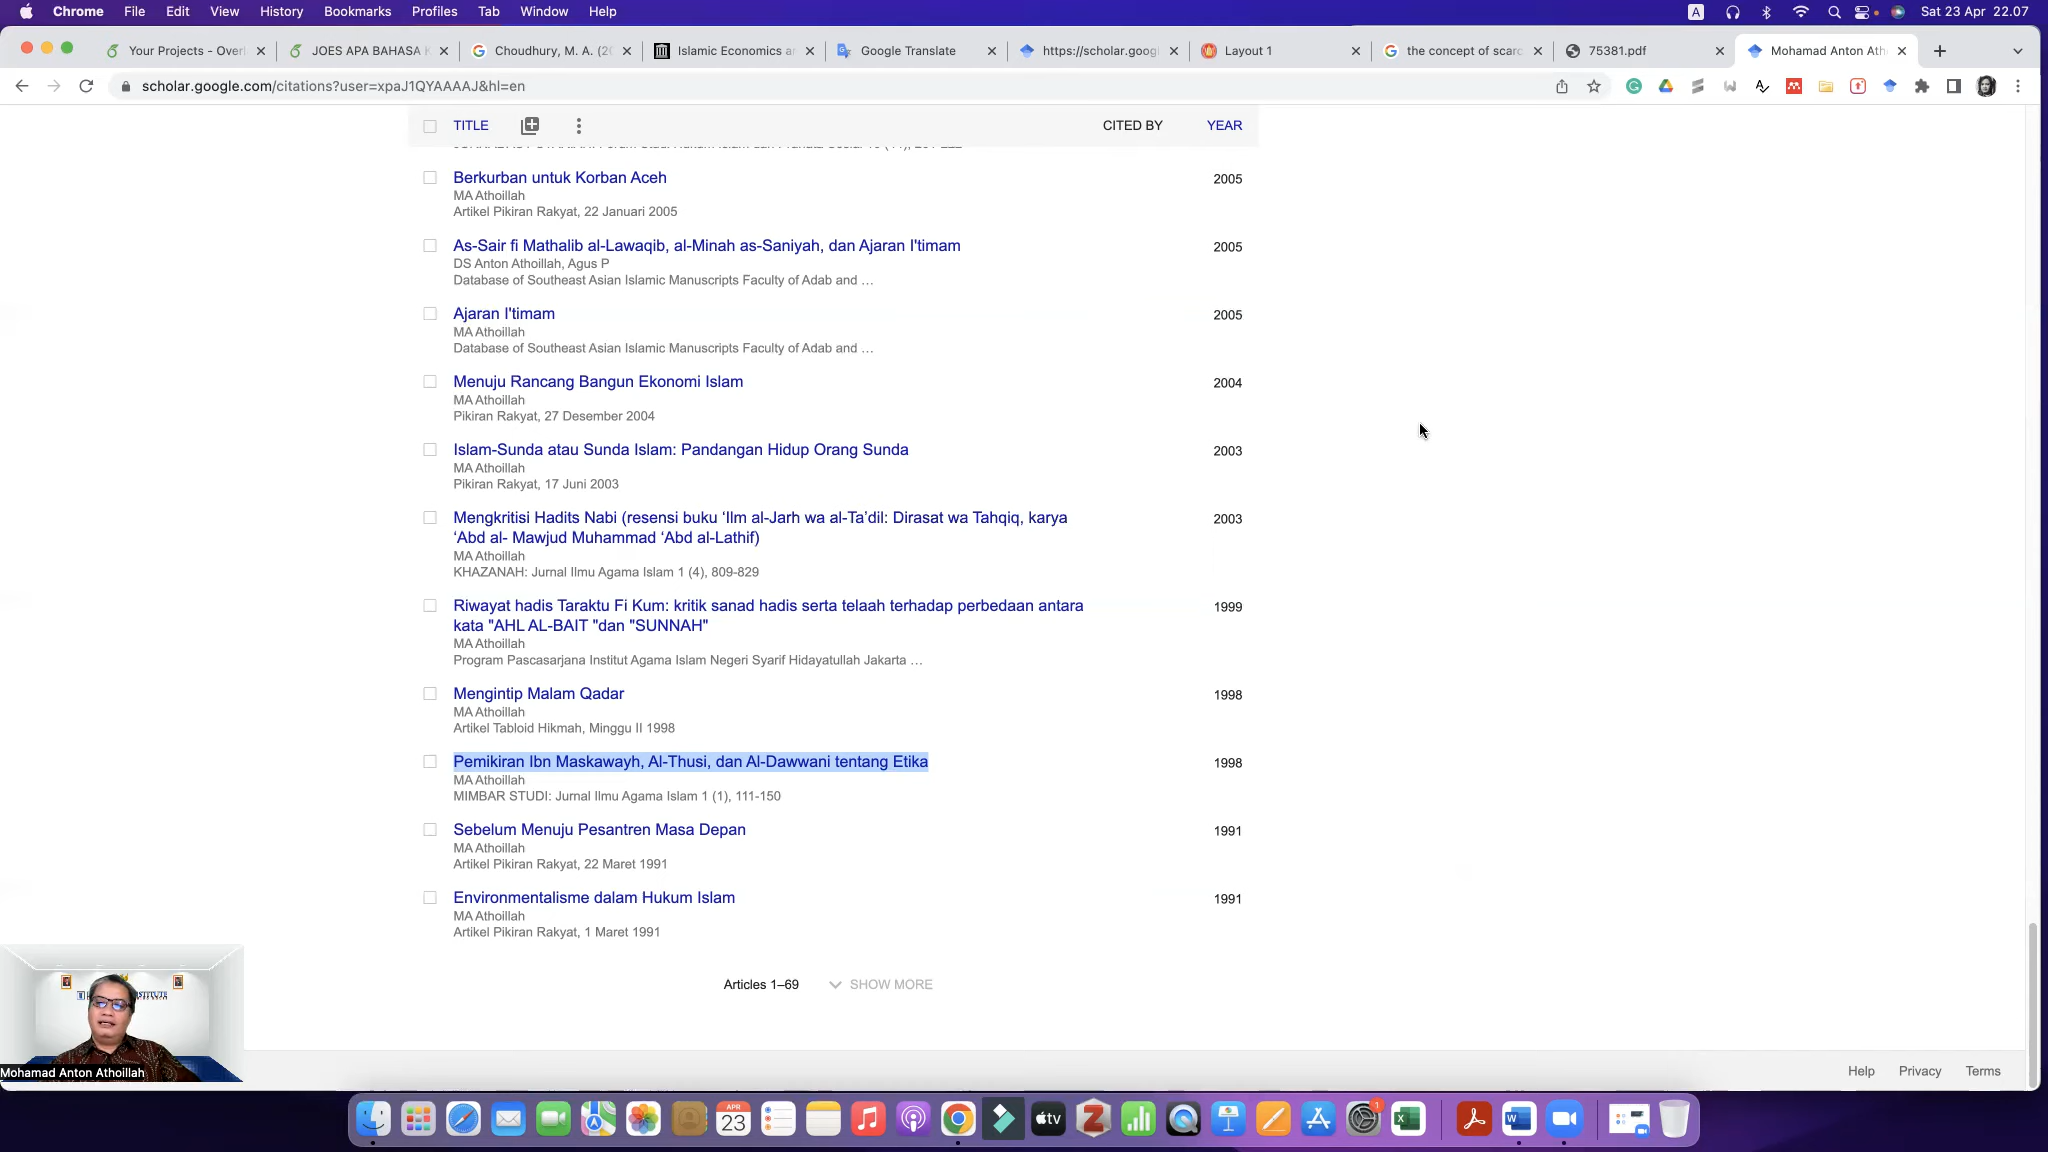 Chrome File Edit View History Bookmarks Profiles Tab Window Help
A
Sat 23 Apr 22.07
Your Projects - Over
JOES APA BAHASA
Choudhury, M. A. (20
Islamic Economics a
Google Translate
https://scholar.goog
Layout 1
the concept of scarc
75381.pdf
Mohamad Anton Ath
scholar.google.com/citations?user=xpaJ1QYAAAAJ&hl=en
TITLE
CITED BY
YEAR
Berkurban untuk Korban Aceh
2005
MA Athoillah
Artikel Pikiran Rakyat, 22 Januari 2005
As-Sair fi Mathalib al-Lawaqib, al-Minah as-Saniyah, dan Ajaran I'timam
2005
DS Anton Athoillah, Agus P
Database of Southeast Asian Islamic Manuscripts Faculty of Adab and …
Ajaran I'timam
2005
MA Athoillah
Database of Southeast Asian Islamic Manuscripts Faculty of Adab and …
Menuju Rancang Bangun Ekonomi Islam
2004
MA Athoillah
Pikiran Rakyat, 27 Desember 2004
Islam-Sunda atau Sunda Islam: Pandangan Hidup Orang Sunda
2003
MA Athoillah
Pikiran Rakyat, 17 Juni 2003
Mengkritisi Hadits Nabi (resensi buku ‘Ilm al-Jarh wa al-Ta’dil: Dirasat wa Tahqiq, karya
2003
‘Abd al- Mawjud Muhammad ‘Abd al-Lathif)
MA Athoillah
KHAZANAH: Jurnal Ilmu Agama Islam 1 (4), 809-829
Riwayat hadis Taraktu Fi Kum: kritik sanad hadis serta telaah terhadap perbedaan antara
1999
kata "AHL AL-BAIT "dan "SUNNAH"
MA Athoillah
Program Pascasarjana Institut Agama Islam Negeri Syarif Hidayatullah Jakarta …
Mengintip Malam Qadar
1998
MA Athoillah
Artikel Tabloid Hikmah, Minggu II 1998
Pemikiran Ibn Maskawayh, Al-Thusi, dan Al-Dawwani tentang Etika
1998
MA Athoillah
MIMBAR STUDI: Jurnal Ilmu Agama Islam 1 (1), 111-150
Sebelum Menuju Pesantren Masa Depan
1991
MA Athoillah
Artikel Pikiran Rakyat, 22 Maret 1991
Environmentalisme dalam Hukum Islam
1991
MA Athoillah
Artikel Pikiran Rakyat, 1 Maret 1991
Articles 1–69
SHOW MORE
Mohamad Anton Athoillah
Help Privacy Terms
APR
23
tv
1